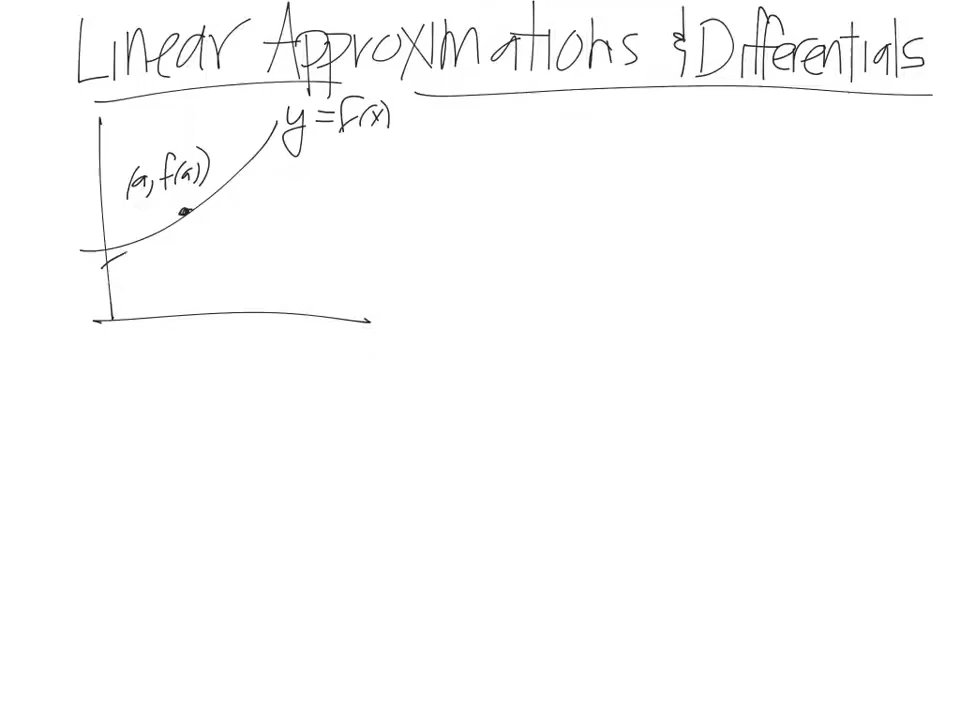 Linear Approximations & Differentials
y = f(x)
(a, f(a))